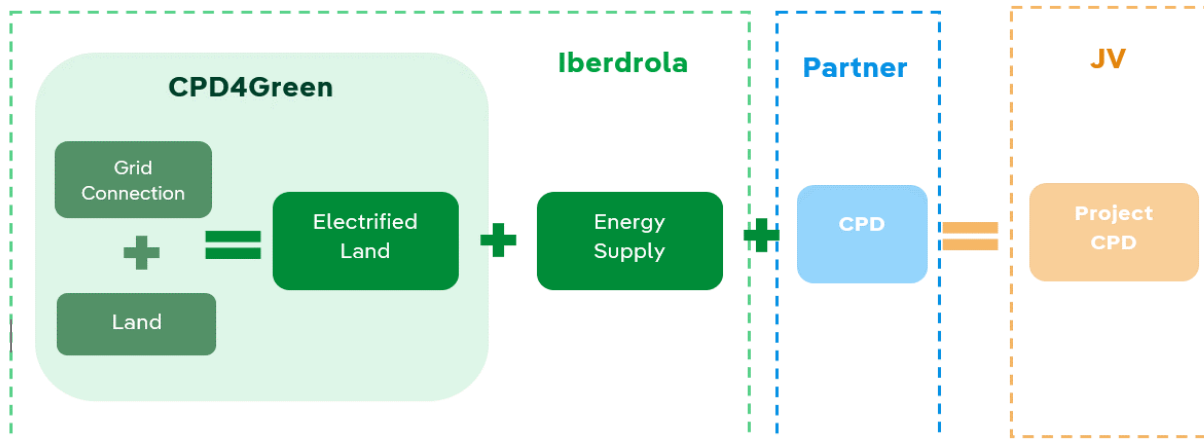 Iberdrola
Partner
JV
CPD4Green
Grid
Connection
+
Land
=
Electrified
Land
+
Energy
Supply
+
CPD
=
Project
CPD